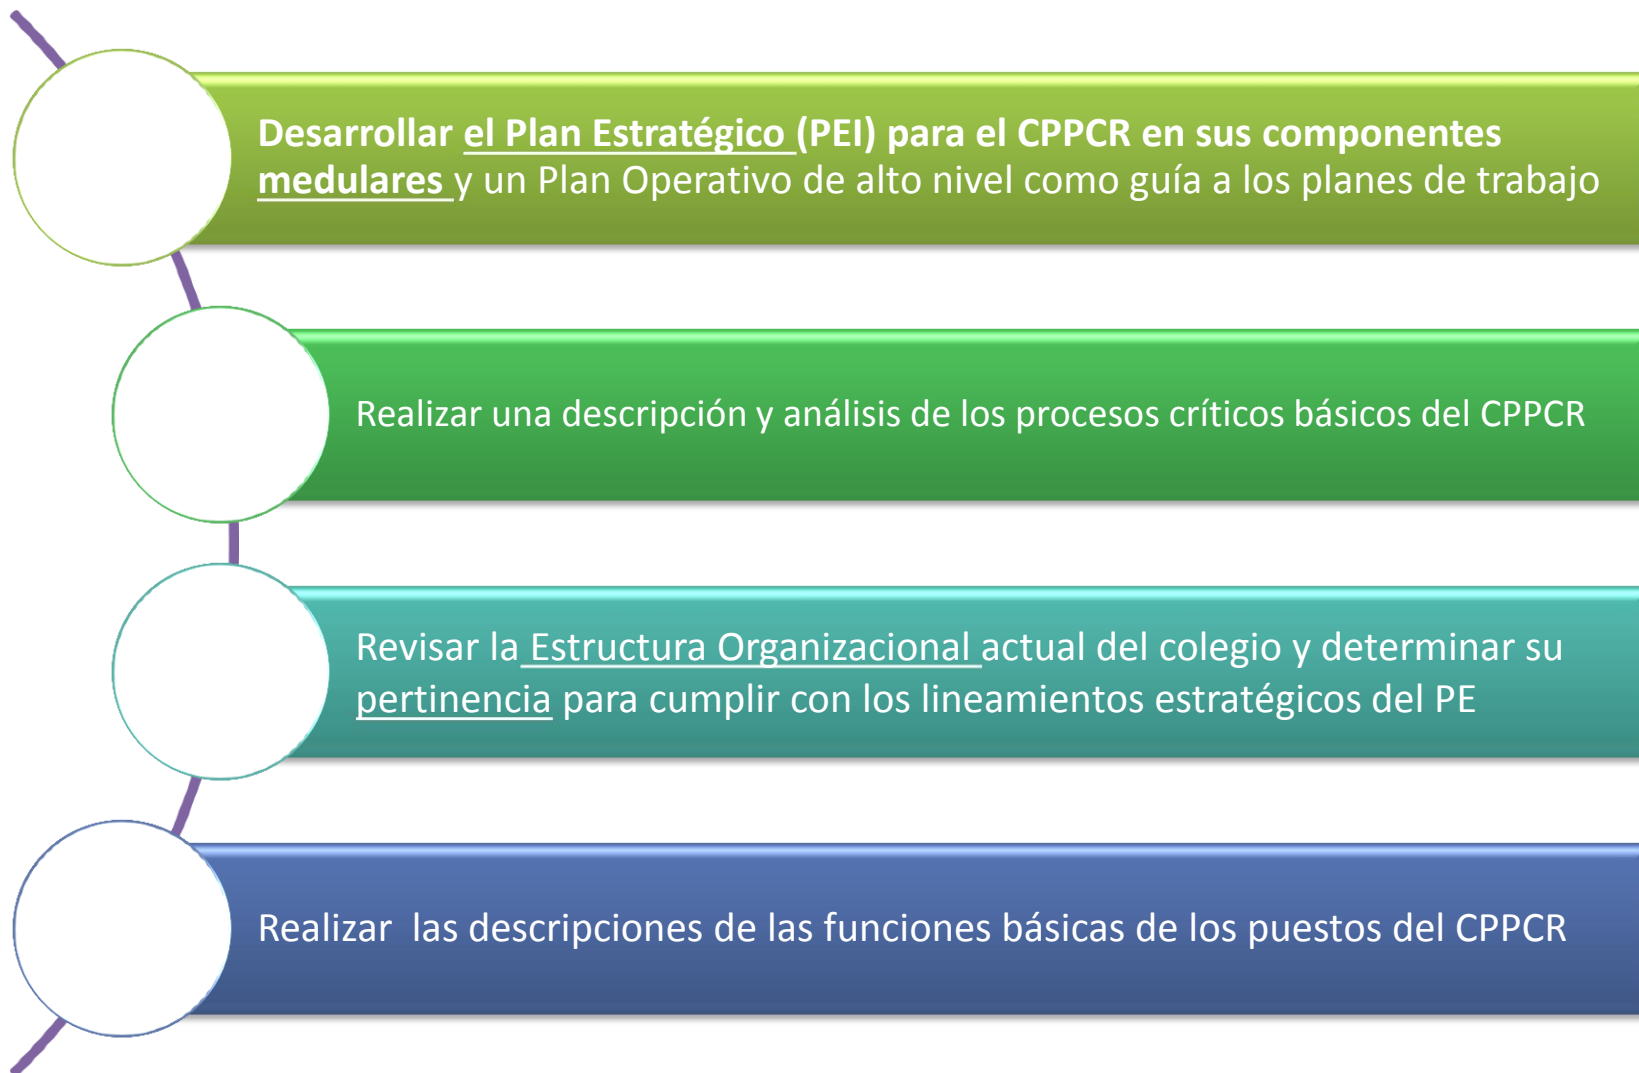 Desarrollar el Plan Estratégico (PEI) para el CPPCR en sus componentes
medulares y un Plan Operativo de alto nivel como guía a los planes de trabajo
Realizar una descripción y análisis de los procesos críticos básicos del CPPCR
Revisar la Estructura Organizacional actual del colegio y determinar su
pertinencia para cumplir con los lineamientos estratégicos del PE
Realizar  las descripciones de las funciones básicas de los puestos del CPPCR